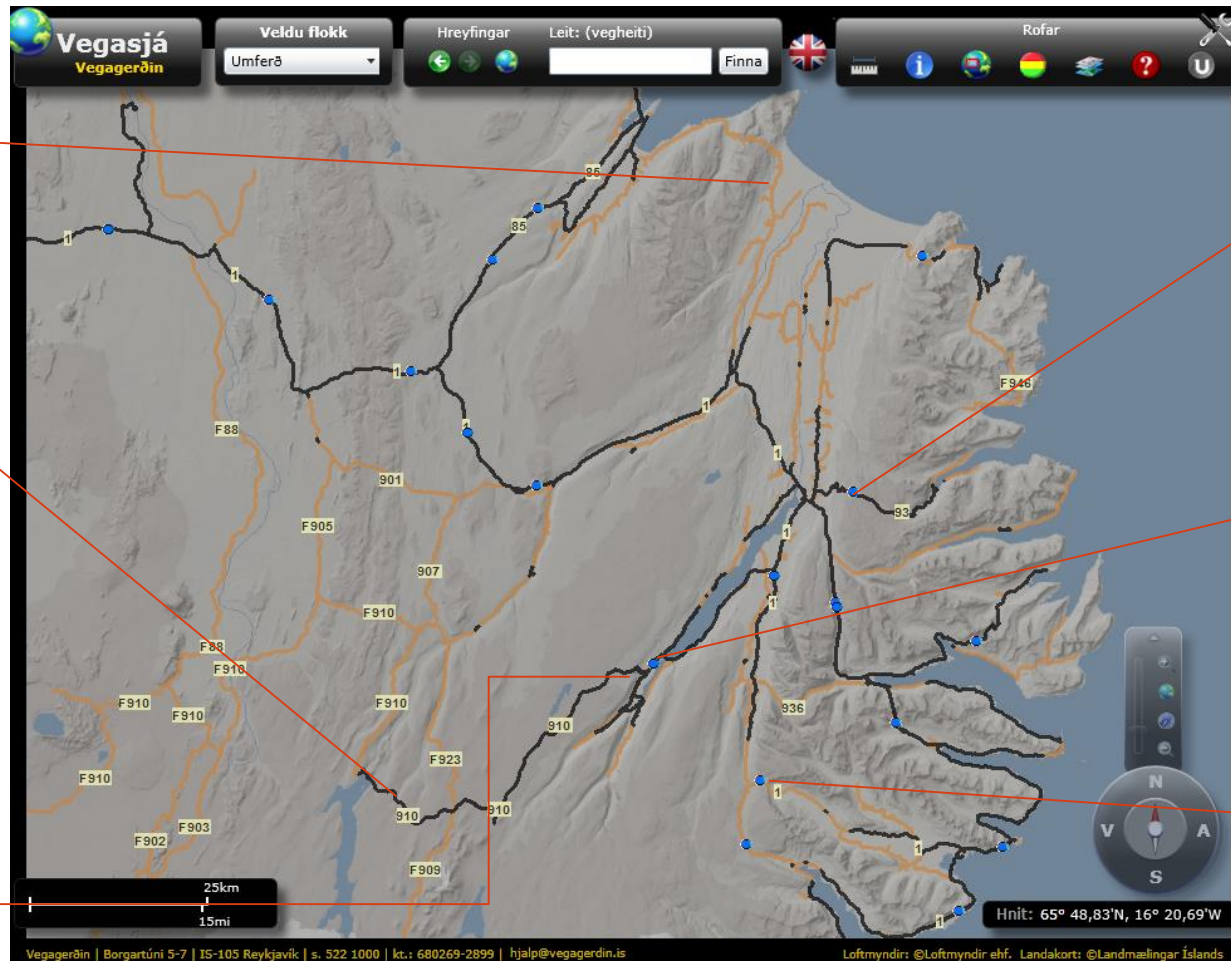 Vegasjá
Vegagerðin
Veldu flokk
Umferð
Hreyfingar
Leit: (vegheiti)
Finna
Rofar
i
?
U
85
85
1
1
F946
1
1
1
F88
1
901
93
F905
1
907
F910
1
F88
F910
F910
F910
F910
936
910
F923
F910
1
910
910
F903
F902
1
F909
1
N
V
A
S
25km
15mi
Hnit: 65° 48,83'N, 16° 20,69'W
Vegagerðin | Borgartúni 5-7 | IS-105 Reykjavík | s. 522 1000 | kt.: 680269-2899 | hjalp@vegagerdin.is
Loftmyndir: ©Loftmyndir ehf. Landakort: ©Landmælingar Íslands